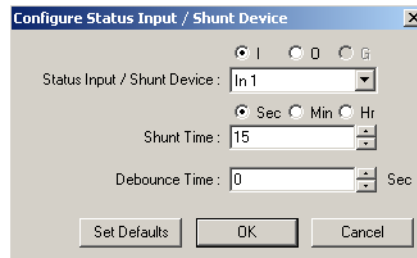 Configure Status Input / Shunt Device
I O G
Status Input / Shunt Device : In 1
Sec Min Hr
Shunt Time : 15
Debounce Time : 0 Sec
Set Defaults OK Cancel